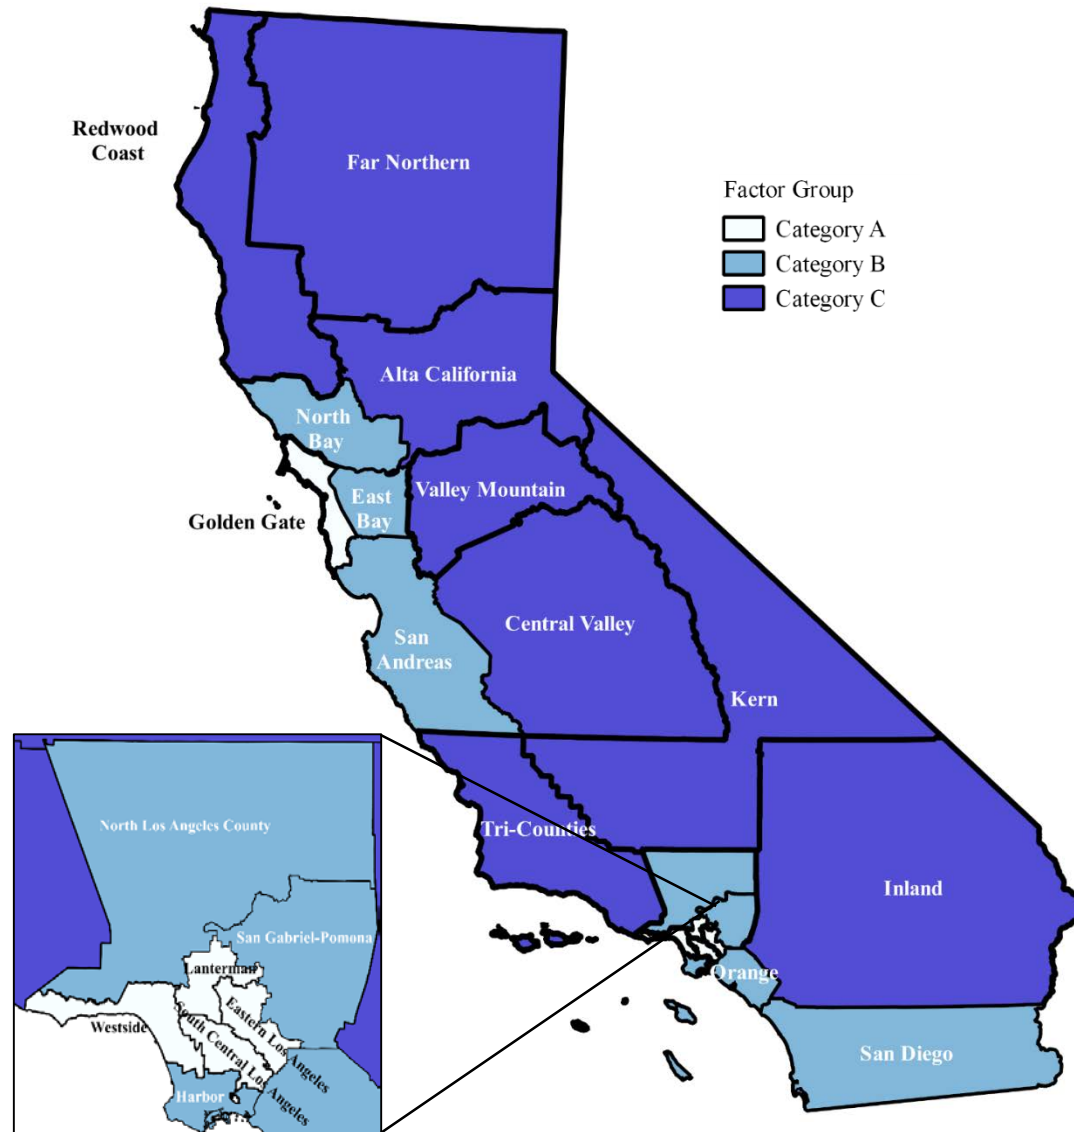 Redwood
Coast
Far Northern
Factor Group
Category A
Category B
Category C
Alta California
North
Bay
Valley Mountain
East
Bay
Golden Gate
Central Valley
San
Andreas
Kern
Tri-Counties
Inland
Orange
San Diego
North Los Angeles County
San Gabriel-Pomona
Lanterman
Westside
Eastern Los Angeles
South Central Los Angeles
Harbor